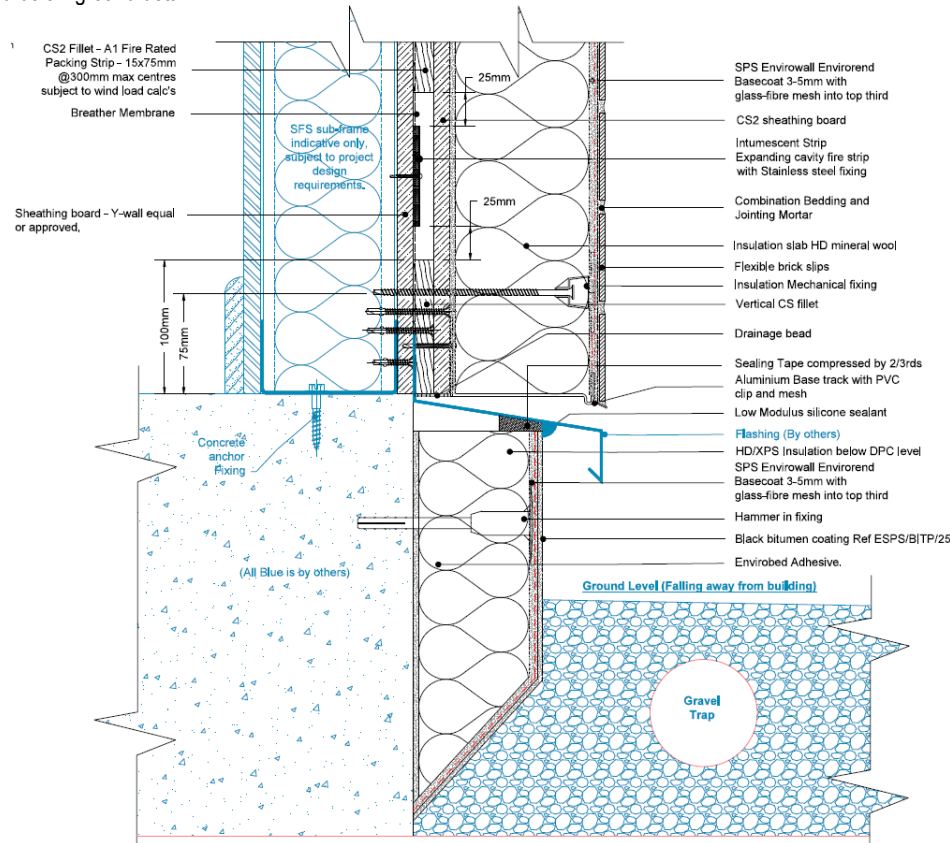 CS2 Fillet - A1 Fire Rated
Packing Strip - 15x75mm
@300mm max centres
subject to wind load calc's
Breather Membrane
Sheathing board - Y-wall equal
or approved,
SFS sub-frame
indicative only,
subject to project
design
requirements.
25mm
25mm
100mm
75mm
Concrete
anchor
Fixing
(All Blue is by others)
SPS Envirowall Envirorend
Basecoat 3-5mm with
glass-fibre mesh into top third
CS2 sheathing board
Intumescent Strip
Expanding cavity fire strip
with Stainless steel fixing
Combination Bedding and
Jointing Mortar
Insulation slab HD mineral wool
Flexible brick slips
Insulation Mechanical fixing
Vertical CS fillet
Drainage bead
Sealing Tape compressed by 2/3rds
Aluminium Base track with PVC
clip and mesh
Low Modulus silicone sealant
Flashing (By others)
HD/XPS Insulation below DPC level
SPS Envirowall Envirorend
Basecoat 3-5mm with
glass-fibre mesh into top third
Hammer in fixing
Black bitumen coating Ref ESPS/BITP/25
Envirobed Adhesive.
Ground Level (Falling away from building)
Gravel
Trap